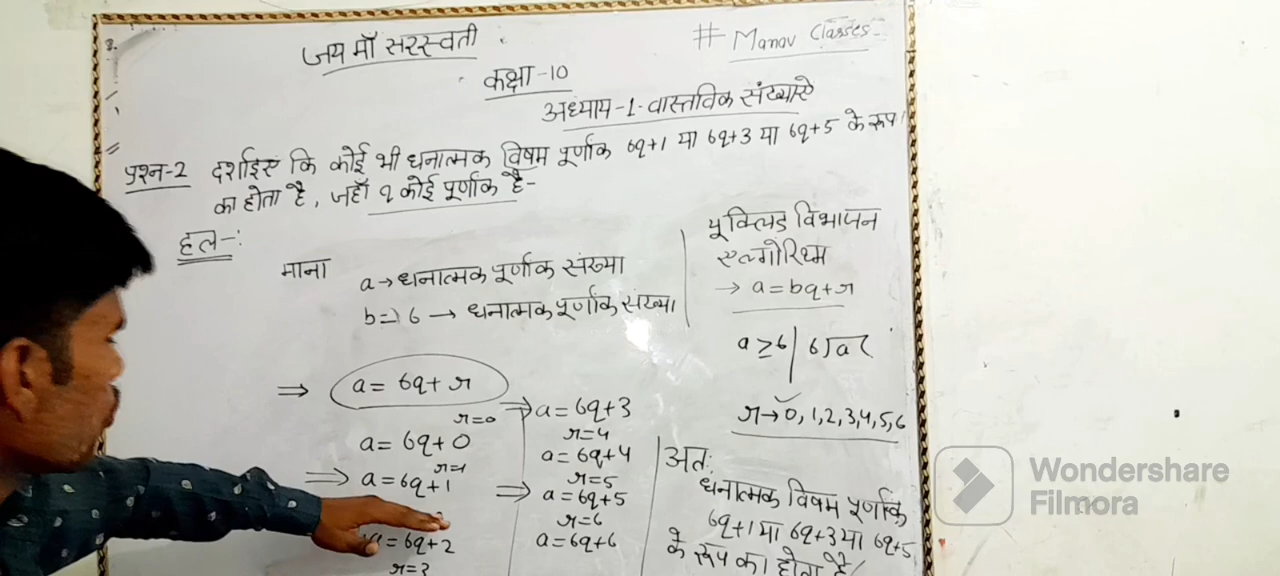 जय माँ सरस्वती
# Manav Classes
कक्षा -10
अध्याय -1- वास्तविक संख्याऐ
प्रश्न-2 दर्शाइए कि कोई भी धनात्मक विषम पूर्णांक 6q+1 या 6q+3 या 6q+5 के रूप
का होता है, जहाँ q कोई पूर्णांक है-
हल-:
माना
a→ धनात्मक पूर्णांक संख्या
b=) 6 → धनात्मक पूर्णांक संख्या
⇒ a = 6q+ r
r=0
a = 6q+0
r=1
⇒ a = 6q+1
a = 6q+2
r=3
⇒ a = 6q+3
r=4
a = 6q+4
r=5
⇒ a = 6q+5
r=6
a = 6q+6
यूक्लिड विभाजन
एल्गोरिथ्म
→ a = bq+r
a ≥ 6 | 6)a(
r→0,1,2,3,4,5,6
अतः
धनात्मक विषम पूर्णांक
6q+1 या 6q+3 या 6q+5
के रूप का होता है/
Wondershare
Filmora